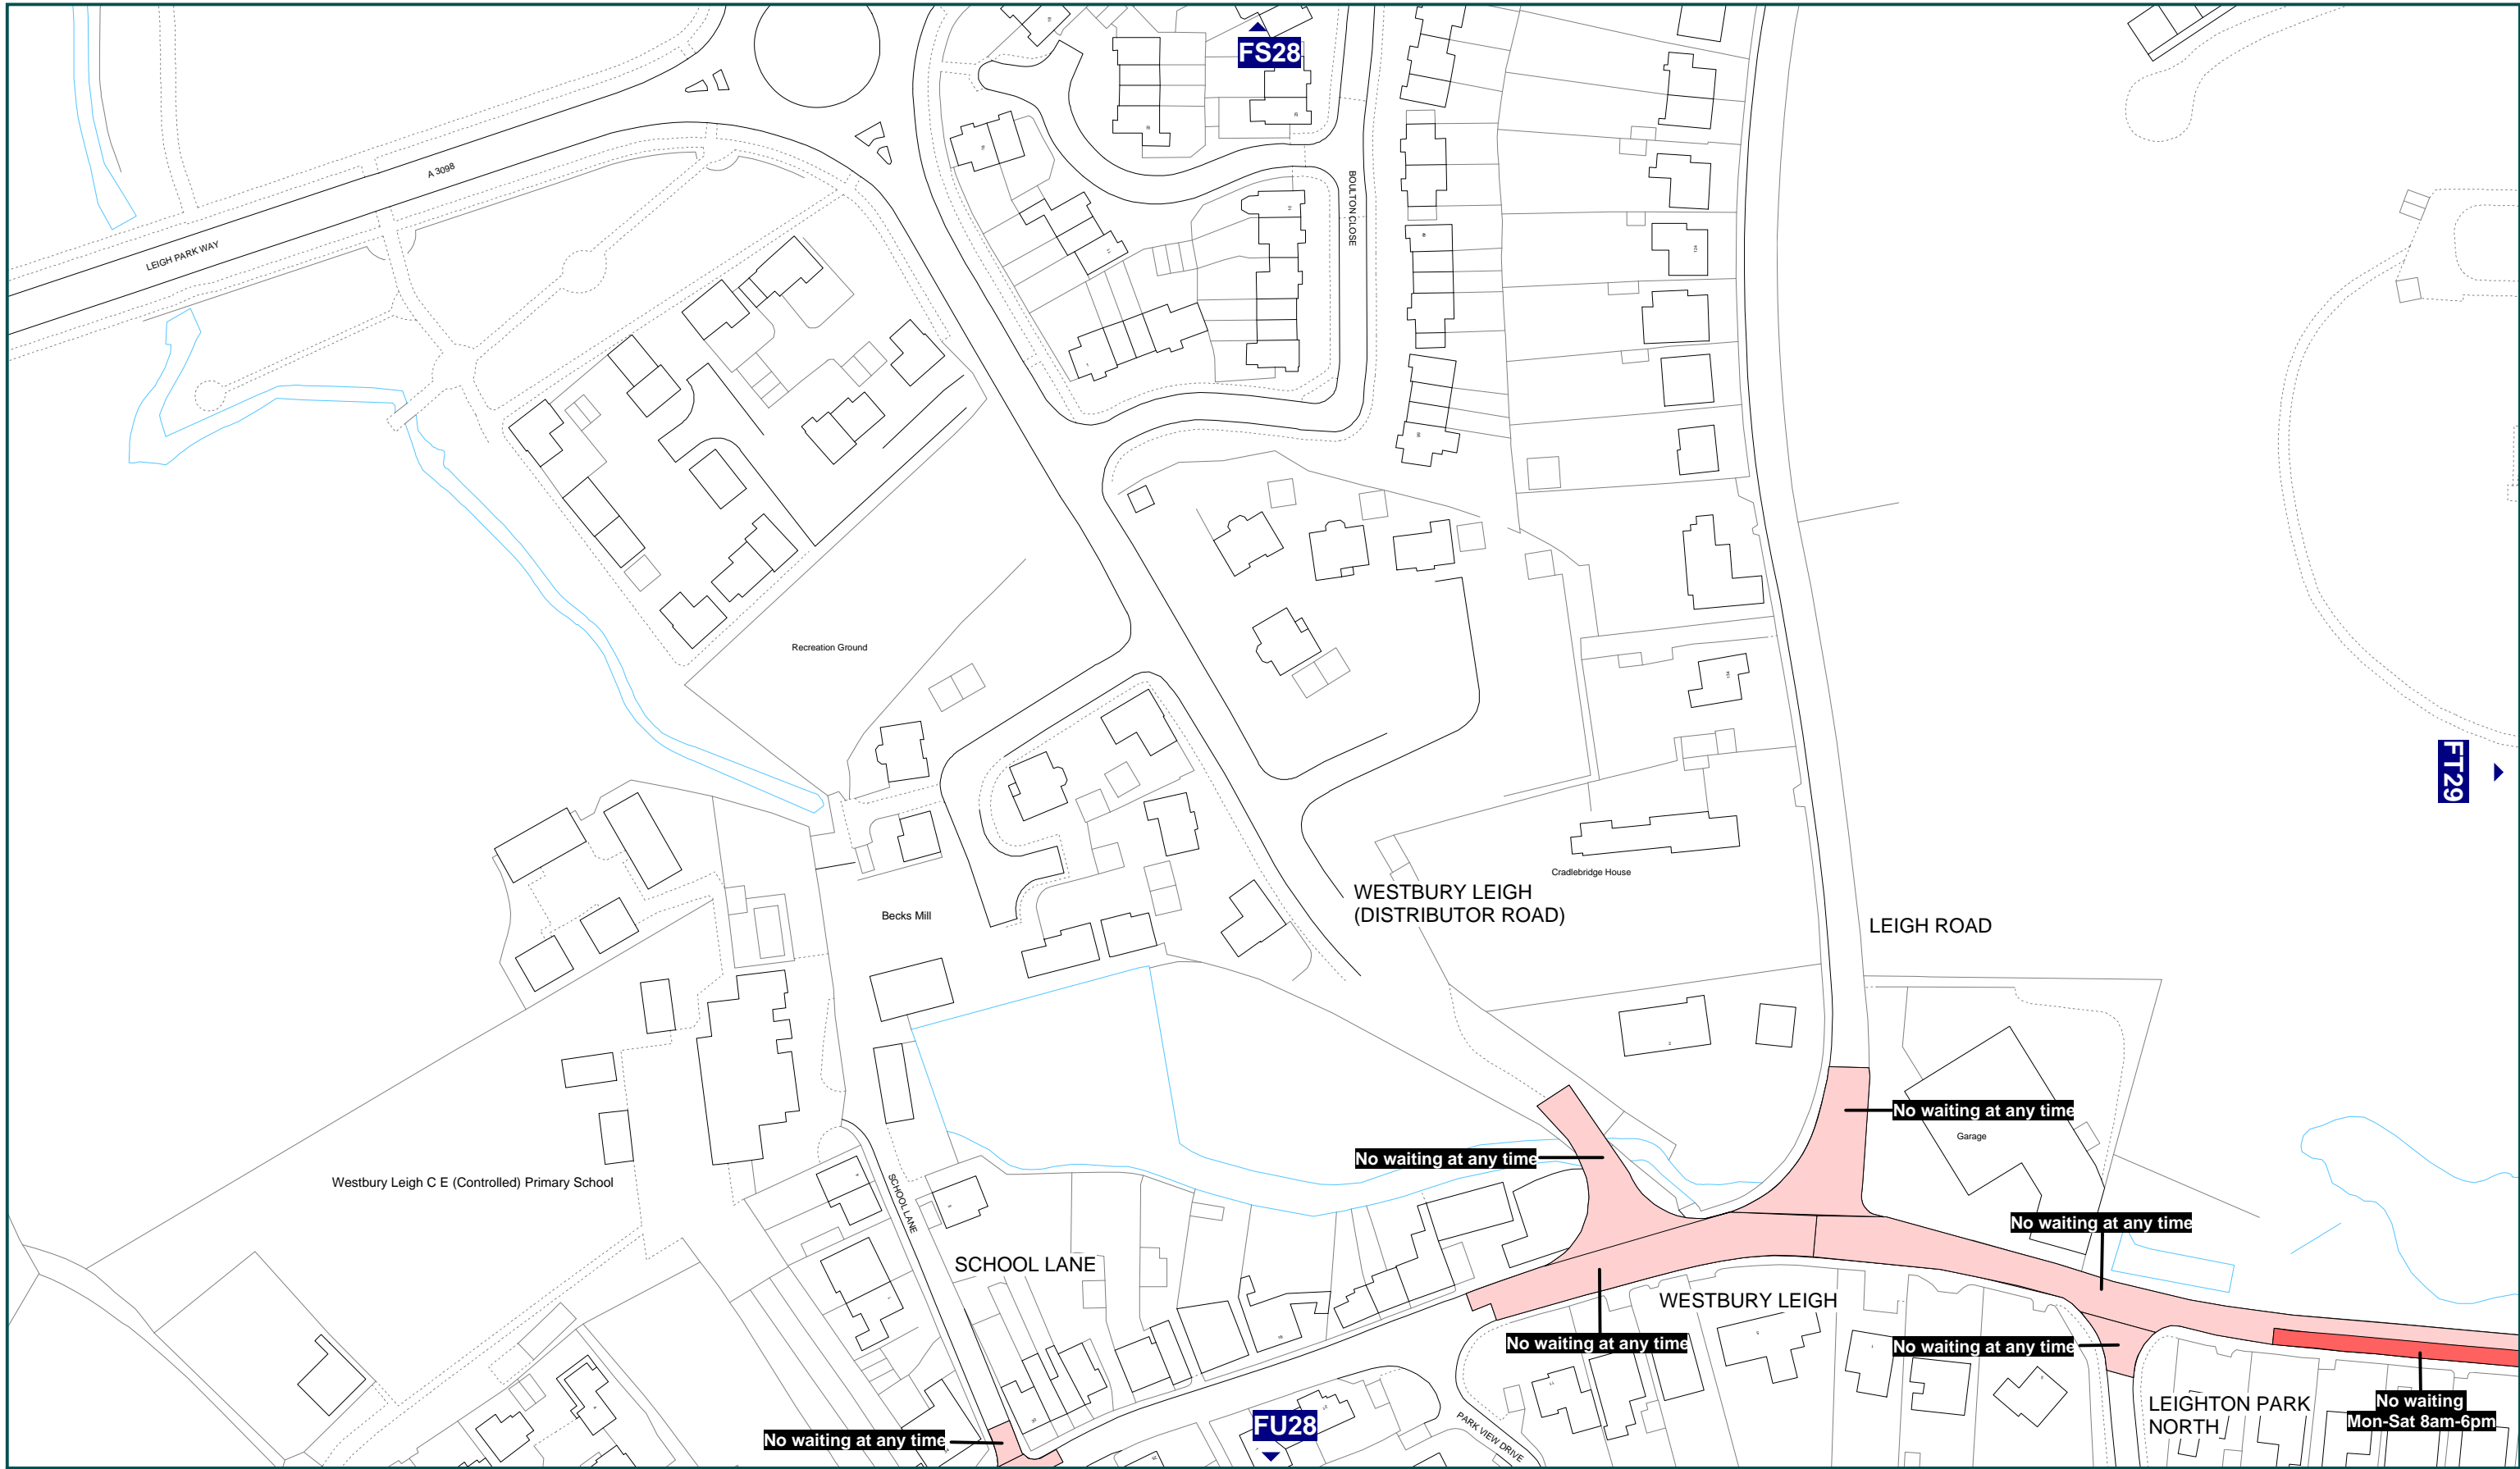 FS28
A 3098
LEIGH PARK WAY
BOULTON CLOSE
Recreation Ground
FT29
Cradlebridge House
WESTBURY LEIGH
(DISTRIBUTOR ROAD)
Becks Mill
LEIGH ROAD
No waiting at any time
Garage
No waiting at any time
Westbury Leigh C E (Controlled) Primary School
SCHOOL LANE
No waiting at any time
SCHOOL LANE
WESTBURY LEIGH
No waiting at any time
No waiting at any time
No waiting
Mon-Sat 8am-6pm
LEIGHTON PARK
NORTH
FU28
PARK VIEW DRIVE
No waiting at any time